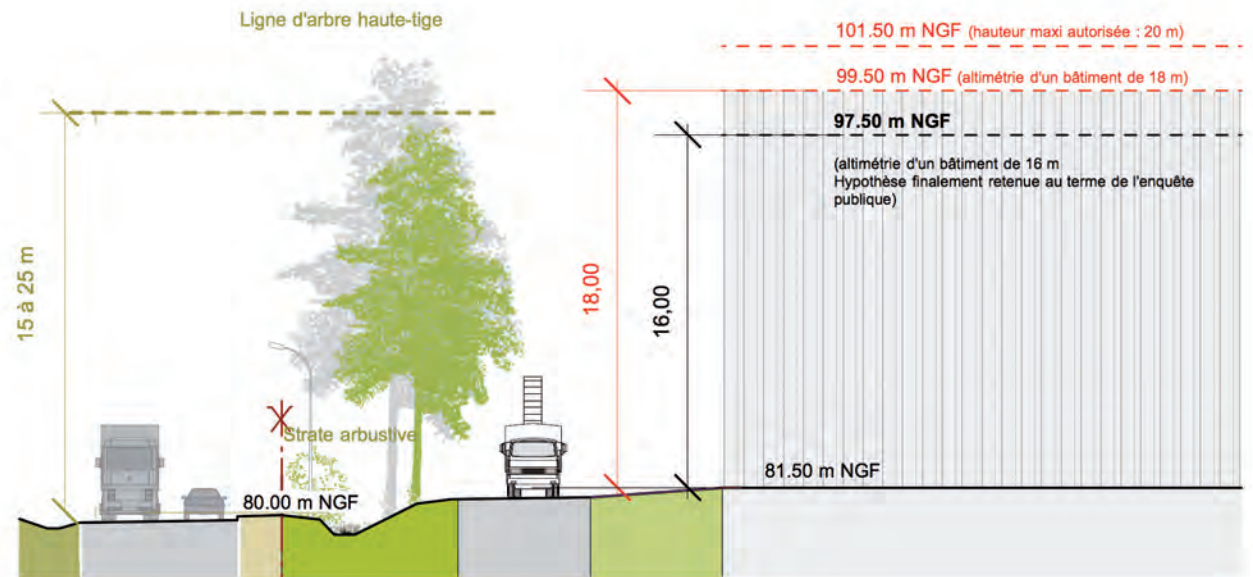 Ligne d'arbre haute-tige
101.50 m NGF (hauteur maxi autorisée : 20 m)
99.50 m NGF (altimétrie d'un bâtiment de 18 m)
97.50 m NGF
(altimétrie d'un bâtiment de 16 m
Hypothèse finalement retenue au terme de l'enquête
publique)
15 à 25 m
18,00
16,00
Strate arbustive
81.50 m NGF
80.00 m NGF